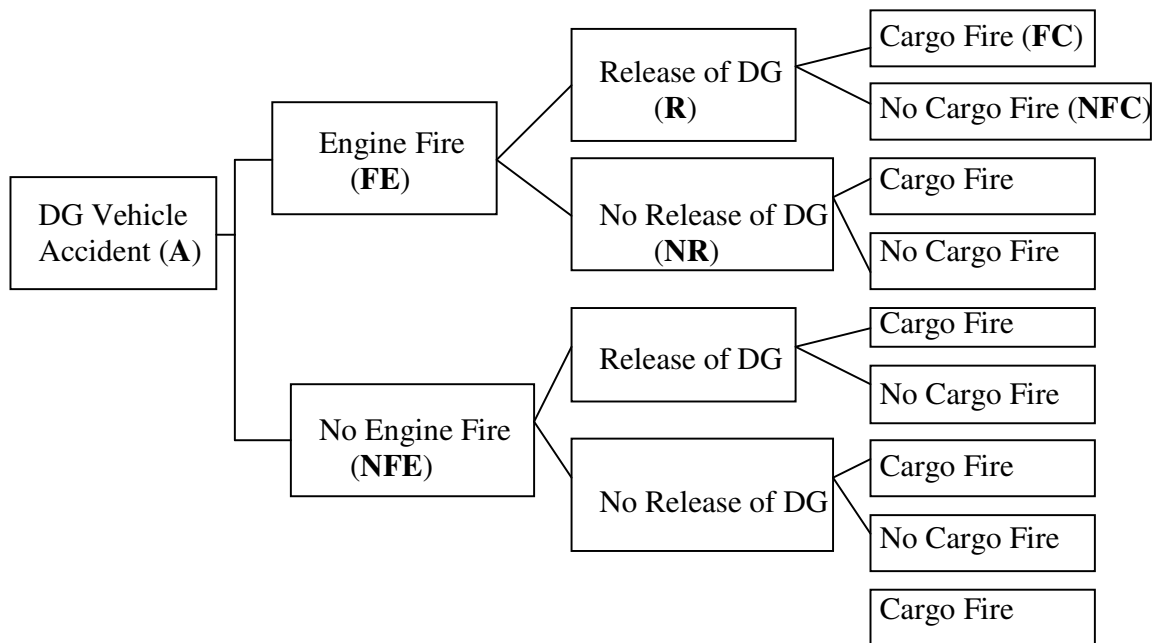 DG Vehicle
Accident (A)
Engine Fire
(FE)
No Engine Fire
(NFE)
Release of DG
(R)
No Release of DG
(NR)
Release of DG
No Release of DG
Cargo Fire (FC)
No Cargo Fire (NFC)
Cargo Fire
No Cargo Fire
Cargo Fire
No Cargo Fire
Cargo Fire
No Cargo Fire
Cargo Fire